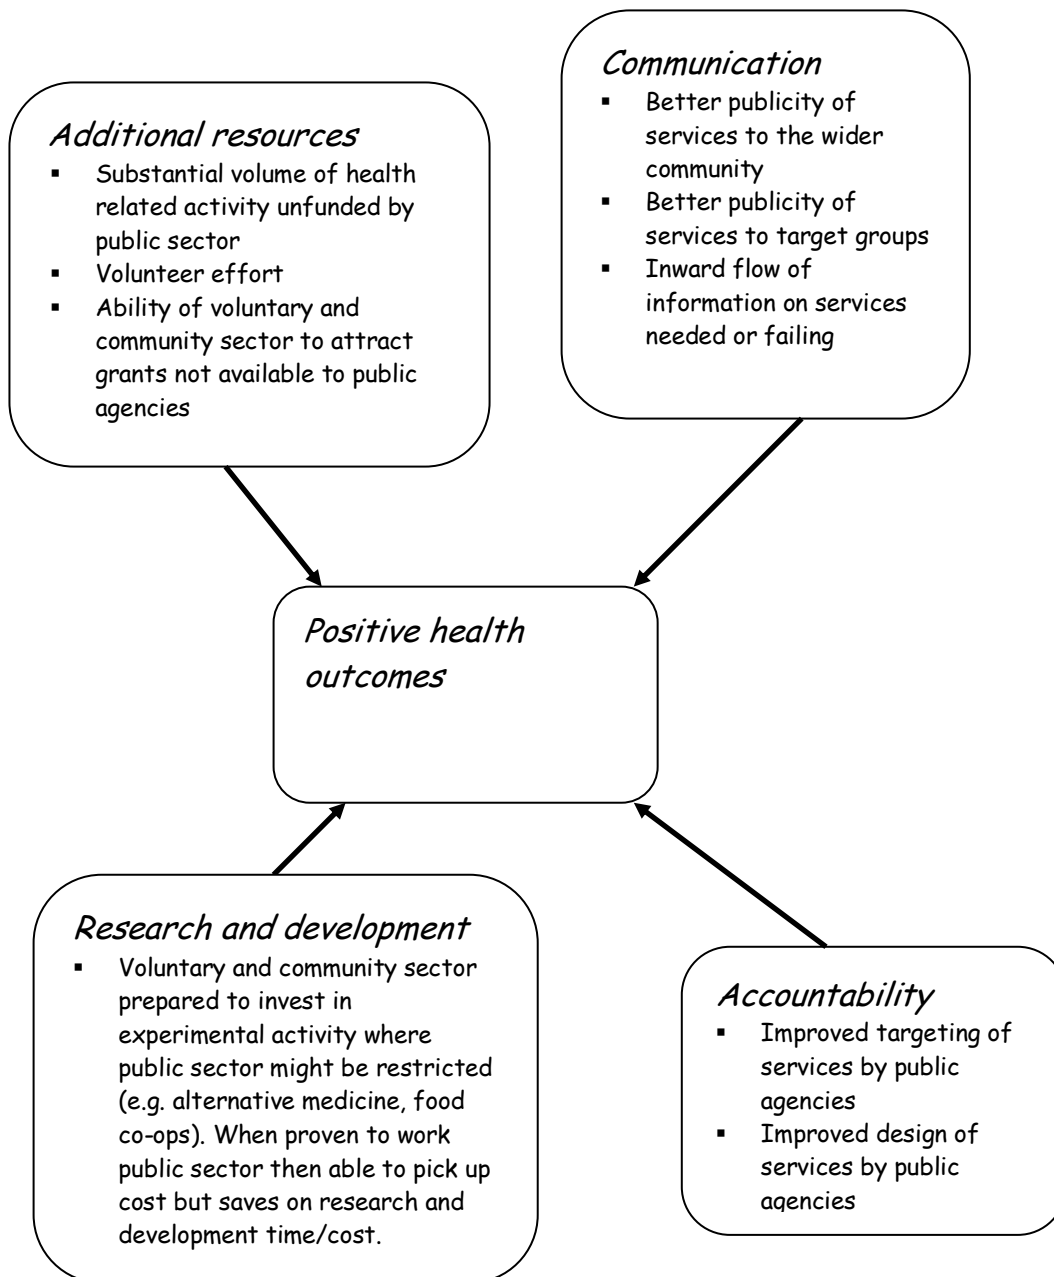 Additional resources
▪ Substantial volume of health
related activity unfunded by
public sector
▪ Volunteer effort
▪ Ability of voluntary and
community sector to attract
grants not available to public
agencies
Communication
▪ Better publicity of
services to the wider
community
▪ Better publicity of
services to target groups
▪ Inward flow of
information on services
needed or failing
Positive health
outcomes
Research and development
▪ Voluntary and community sector
prepared to invest in
experimental activity where
public sector might be restricted
(e.g. alternative medicine, food
co-ops). When proven to work
public sector then able to pick up
cost but saves on research and
development time/cost.
Accountability
▪ Improved targeting of
services by public
agencies
▪ Improved design of
services by public
agencies